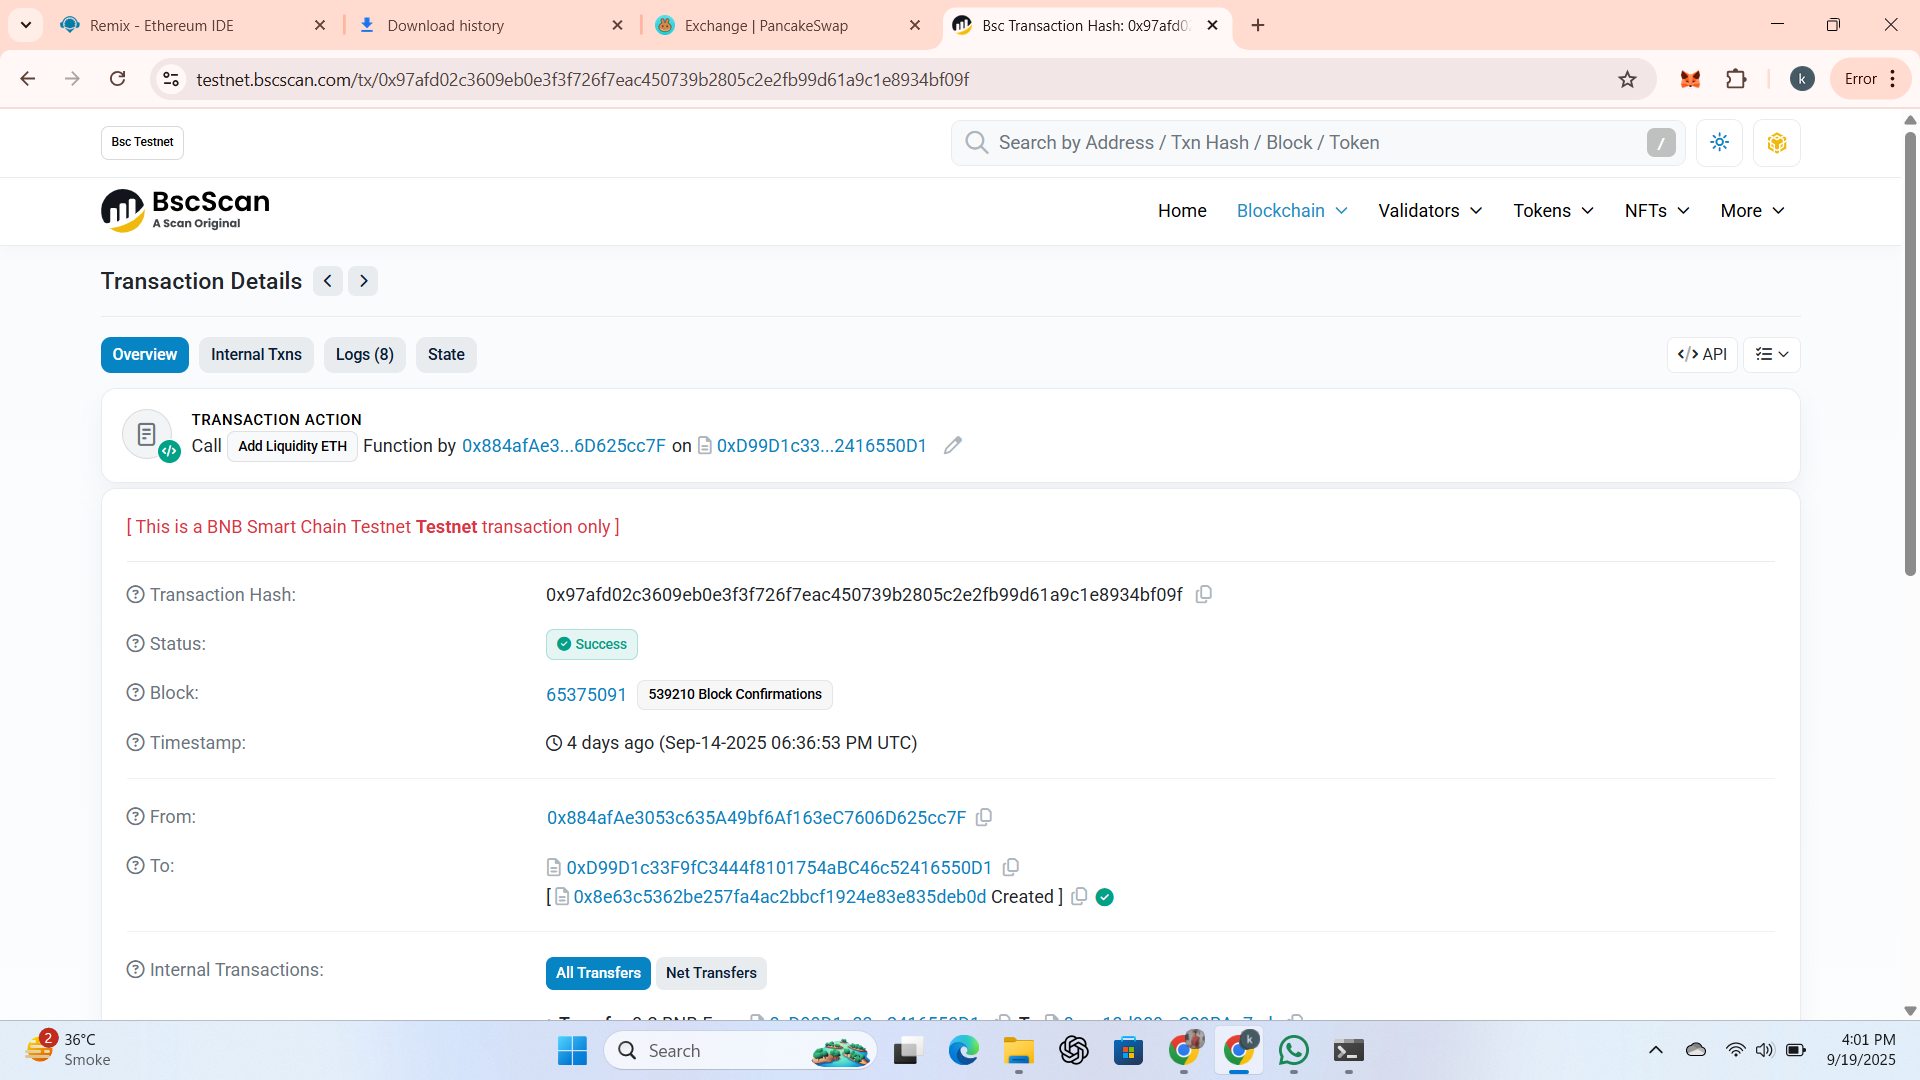 Remix - Ethereum IDE
Download history
Exchange | PancakeSwap
Bsc Transaction Hash: 0x97afd0
testnet.bscscan.com/tx/0x97afd02c3609eb0e3f3f726f7eac450739b2805c2e2fb99d61a9c1e8934bf09f
k
Error
Bsc Testnet
Search by Address / Txn Hash / Block / Token
/
BscScan
A Scan Original
Home
Blockchain
Validators
Tokens
NFTs
More
Transaction Details
Overview
Internal Txns
Logs (8)
State
</> API
TRANSACTION ACTION
Call Add Liquidity ETH Function by 0x884afAe3...6D625cc7F on 0xD99D1c33...2416550D1
[ This is a BNB Smart Chain Testnet Testnet transaction only ]
Transaction Hash:
0x97afd02c3609eb0e3f3f726f7eac450739b2805c2e2fb99d61a9c1e8934bf09f
Status:
Success
Block:
65375091 539210 Block Confirmations
Timestamp:
4 days ago (Sep-14-2025 06:36:53 PM UTC)
From:
0x884afAe3053c635A49bf6Af163eC7606D625cc7F
To:
0xD99D1c33F9fC3444f8101754aBC46c52416550D1
[ 0x8e63c5362be257fa4ac2bbcf1924e83e835deb0d Created ]
Internal Transactions:
All Transfers
Net Transfers
2
36°C
Smoke
Search
k
4:01 PM
9/19/2025